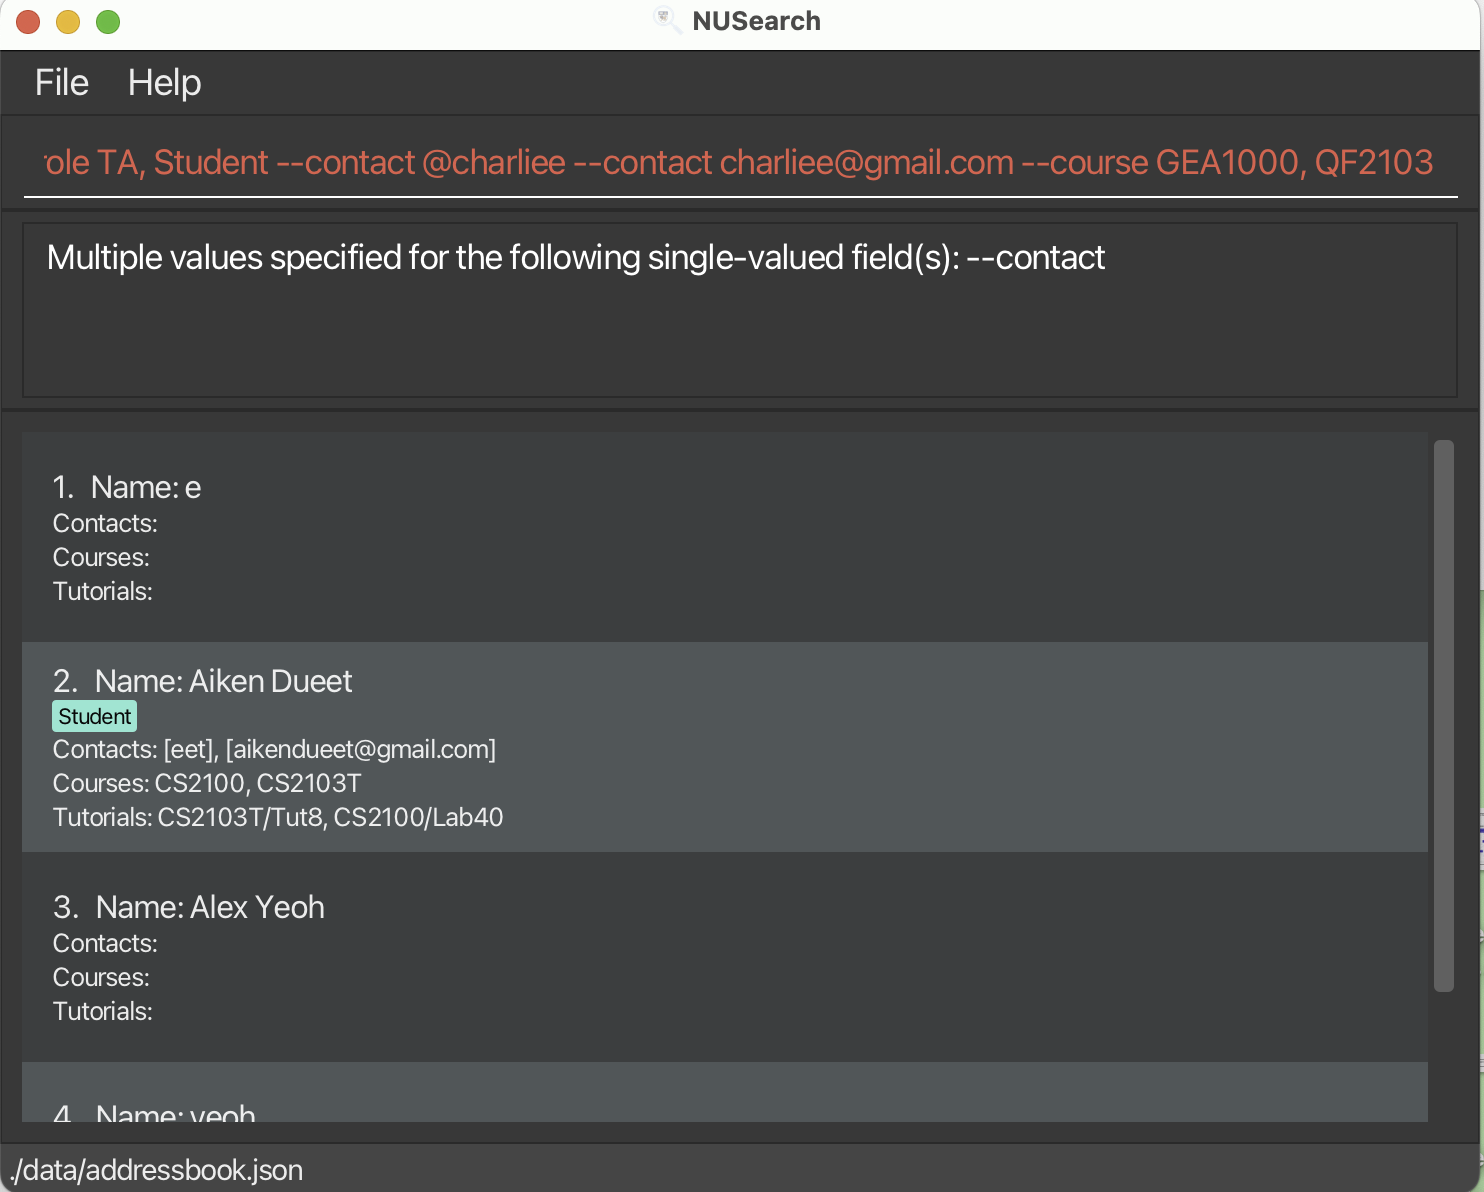 NUSearch
File Help
role TA, Student --contact @charliee --contact charliee@gmail.com --course GEA1000, QF2103
Multiple values specified for the following single-valued field(s): --contact
1. Name: e
Contacts:
Courses:
Tutorials:
2. Name: Aiken Dueet
Student
Contacts: [eet], [aikendueet@gmail.com]
Courses: CS2100, CS2103T
Tutorials: CS2103T/Tut8, CS2100/Lab40
3. Name: Alex Yeoh
Contacts:
Courses:
Tutorials:
4. Name: yeoh
./data/addressbook.json